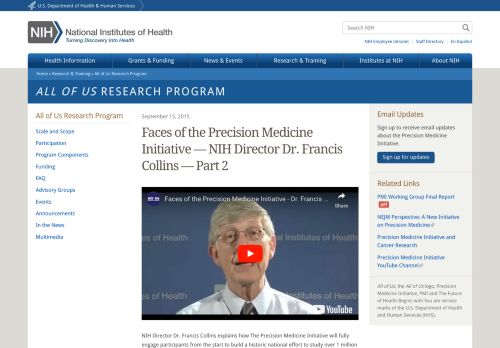 U.S. Department of Health & Human Services
Search NIH
NIH
National Institutes of Health
Turning Discovery Into Health
NIH Employee Intranet | Staff Directory | En Español
Health Information
Grants & Funding
News & Events
Research & Training
Institutes at NIH
About NIH
Home » Research & Training » All of Us Research Program
ALL OF US RESEARCH PROGRAM
All of Us Research Program
Scale and Scope
Participation
Program Components
Funding
FAQ
Advisory Groups
Events
Announcements
In the News
Multimedia
September 15, 2015
Faces of the Precision Medicine
Initiative — NIH Director Dr. Francis
Collins — Part 2
Faces of the Precision Medicine Initiative - Dr. Francis ...
Share
Watch on YouTube
NIH Director Dr. Francis Collins explains how The Precision Medicine Initiative will fully
engage participants from the start to build a historic national effort to study over 1 million
Email Updates
Sign up to receive email updates
about the Precision Medicine
Initiative.
Sign up for updates
Related Links
PMI Working Group Final Report
pdf
NEJM Perspective: A New Initiative
on Precision Medicine
Precision Medicine Initiative and
Cancer Research
Precision Medicine Initiative
YouTube Channel
All of Us, the All of Us logo, Precision
Medicine Initiative, PMI and The Future
of Health Begins with You are service
marks of the U.S. Department of Health
and Human Services (HHS).